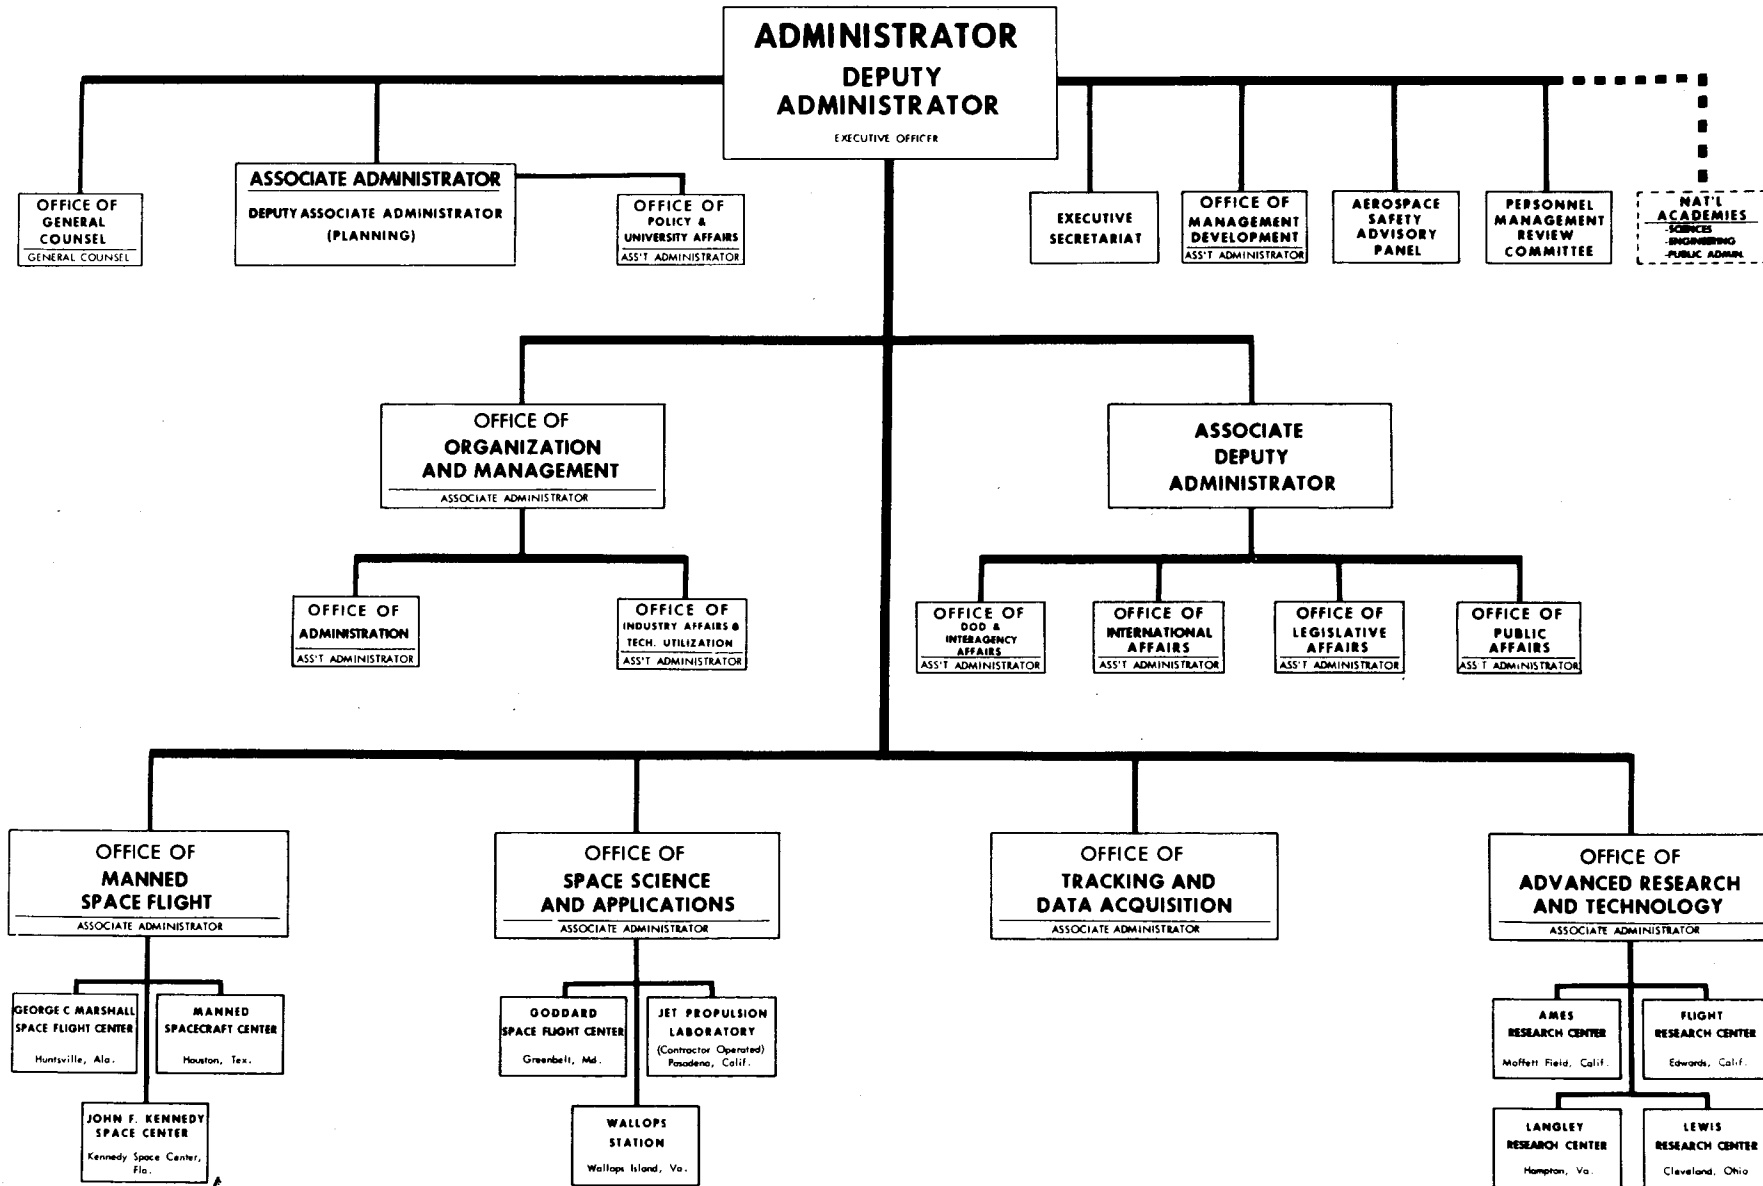 ADMINISTRATOR
DEPUTY
ADMINISTRATOR
EXECUTIVE OFFICER
OFFICE OF
GENERAL
COUNSEL
GENERAL COUNSEL
ASSOCIATE ADMINISTRATOR
DEPUTY ASSOCIATE ADMINISTRATOR
(PLANNING)
OFFICE OF
POLICY &
UNIVERSITY AFFAIRS
ASS'T ADMINISTRATOR
EXECUTIVE
SECRETARIAT
OFFICE OF
MANAGEMENT
DEVELOPMENT
ASS'T ADMINISTRATOR
AEROSPACE
SAFETY
ADVISORY
PANEL
PERSONNEL
MANAGEMENT
REVIEW
COMMITTEE
NAT'L
ACADEMIES
-SCIENCES
-ENGINEERING
-PUBLIC ADMIN.
OFFICE OF
ORGANIZATION
AND MANAGEMENT
ASSOCIATE ADMINISTRATOR
ASSOCIATE
DEPUTY
ADMINISTRATOR
OFFICE OF
ADMINISTRATION
ASS'T ADMINISTRATOR
OFFICE OF
INDUSTRY AFFAIRS &
TECH. UTILIZATION
ASS'T ADMINISTRATOR
OFFICE OF
DOD &
INTERAGENCY
AFFAIRS
ASS'T ADMINISTRATOR
OFFICE OF
INTERNATIONAL
AFFAIRS
ASS'T ADMINISTRATOR
OFFICE OF
LEGISLATIVE
AFFAIRS
ASS'T ADMINISTRATOR
OFFICE OF
PUBLIC
AFFAIRS
ASS'T ADMINISTRATOR
OFFICE OF
MANNED
SPACE FLIGHT
ASSOCIATE ADMINISTRATOR
OFFICE OF
SPACE SCIENCE
AND APPLICATIONS
ASSOCIATE ADMINISTRATOR
OFFICE OF
TRACKING AND
DATA ACQUISITION
ASSOCIATE ADMINISTRATOR
OFFICE OF
ADVANCED RESEARCH
AND TECHNOLOGY
ASSOCIATE ADMINISTRATOR
GEORGE C MARSHALL
SPACE FLIGHT CENTER
Huntsville, Ala.
MANNED
SPACECRAFT CENTER
Houston, Tex.
JOHN F. KENNEDY
SPACE CENTER
Kennedy Space Center,
Fla.
GODDARD
SPACE FLIGHT CENTER
Greenbelt, Md.
JET PROPULSION
LABORATORY
(Contractor Operated)
Pasadena, Calif.
WALLOPS
STATION
Wallops Island, Va.
AMES
RESEARCH CENTER
Moffett Field, Calif.
FLIGHT
RESEARCH CENTER
Edwards, Calif.
LANGLEY
RESEARCH CENTER
Hampton, Va.
LEWIS
RESEARCH CENTER
Cleveland, Ohio